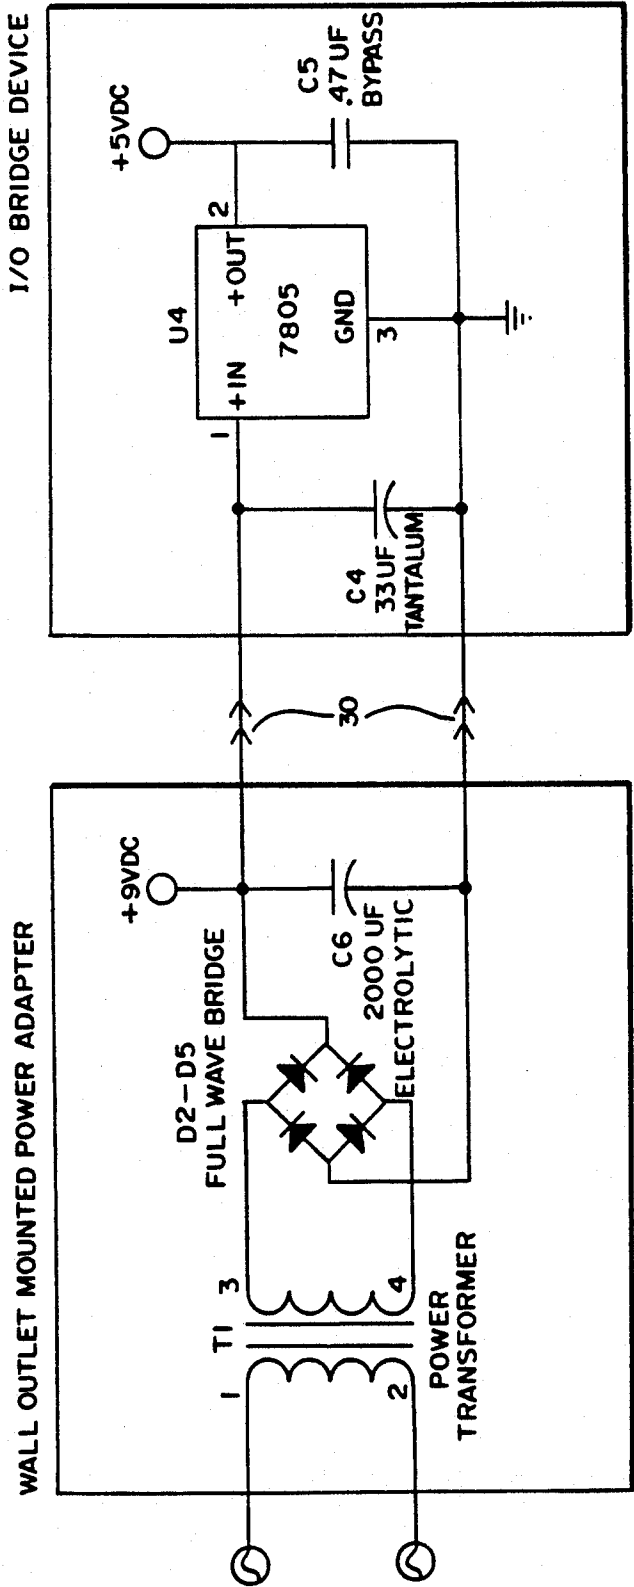 WALL OUTLET MOUNTED POWER ADAPTER
I/O BRIDGE DEVICE
+9VDC
+5VDC
D2-D5
FULL WAVE BRIDGE
T1
1
2
3
4
POWER
TRANSFORMER
C6
2000 UF
ELECTROLYTIC
30
C4
33UF
TANTALUM
U4
1
+IN
+OUT
2
7805
GND
3
C5
.47UF
BYPASS